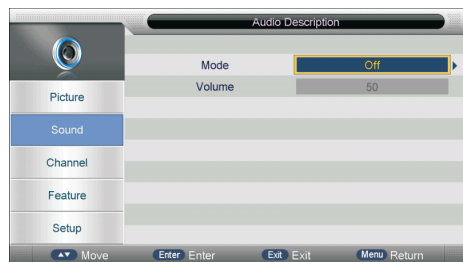 Audio Description
Mode Off
Volume 50
Picture
Sound
Channel
Feature
Setup
Move Enter Enter Exit Exit Menu Return